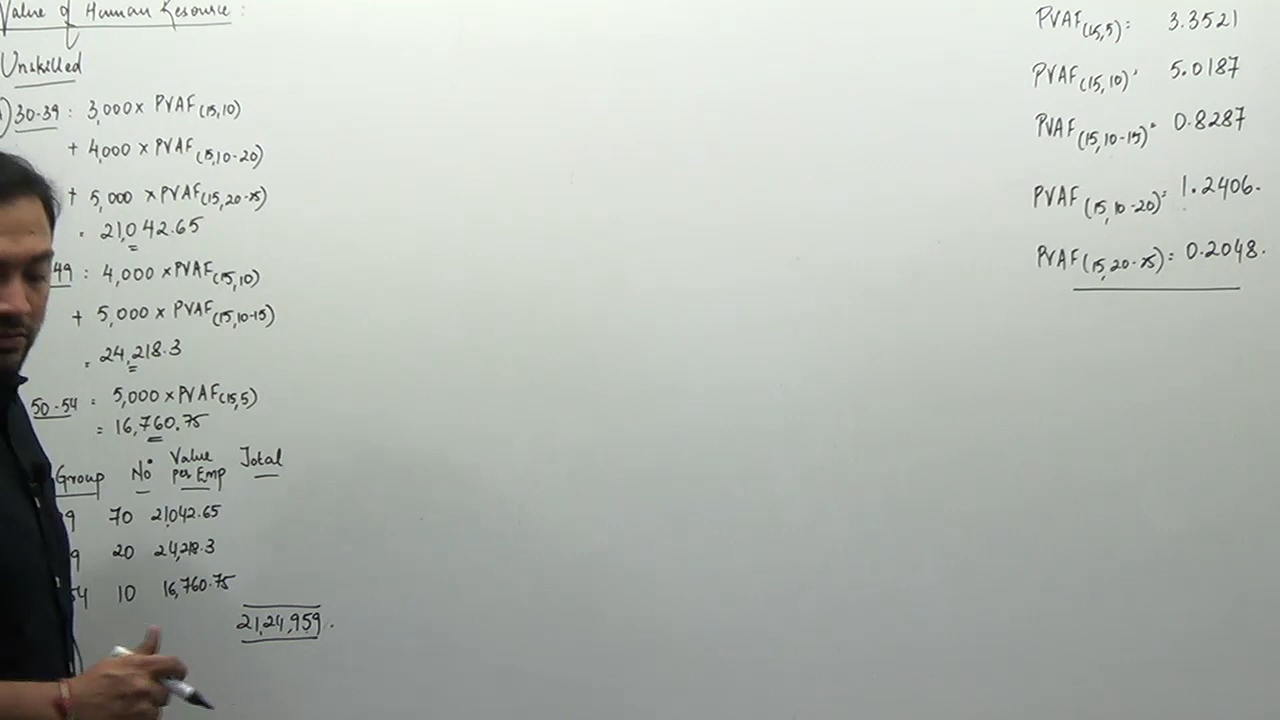 Value of Human Resource :
Unskilled
) 30-39 : 3,000 x PVAF(15,10)
+ 4,000 x PVAF(15,10-20)
+ 5,000 x PVAF(15,20-25)
= 21,042.65
49 : 4,000 x PVAF(15,10)
+ 5,000 x PVAF(15,10-15)
= 24,218.3
50-54 = 5,000 x PVAF(15,5)
= 16,760.75
Group No Value per Emp Total
9 70 21,042.65
9 20 24,218.3
54 10 16,760.75
21,24,959.
PVAF(15,5) = 3.3521
PVAF(15,10) = 5.0187
PVAF(15,10-15) = 0.8287
PVAF(15,10-20) = 1.2406.
PVAF(15,20-25) = 0.2048.